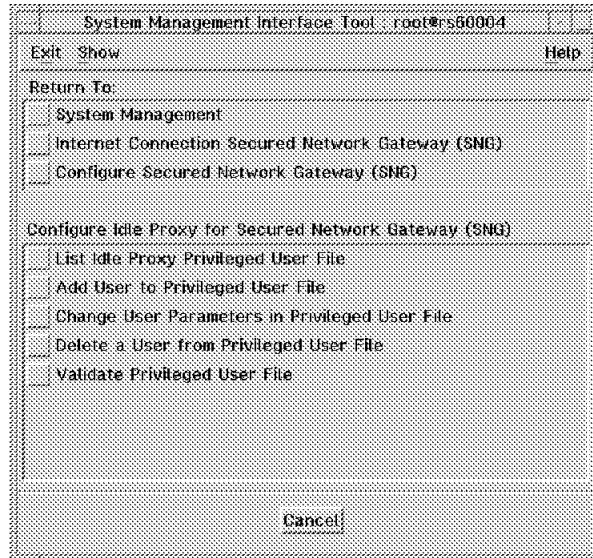 System Management Interface Tool : root@rs60004
Exit Show Help
Return To:
System Management
Internet Connection Secured Network Gateway (SNG)
Configure Secured Network Gateway (SNG)
Configure Idle Proxy for Secured Network Gateway (SNG)
List Idle Proxy Privileged User File
Add User to Privileged User File
Change User Parameters in Privileged User File
Delete a User from Privileged User File
Validate Privileged User File
Cancel